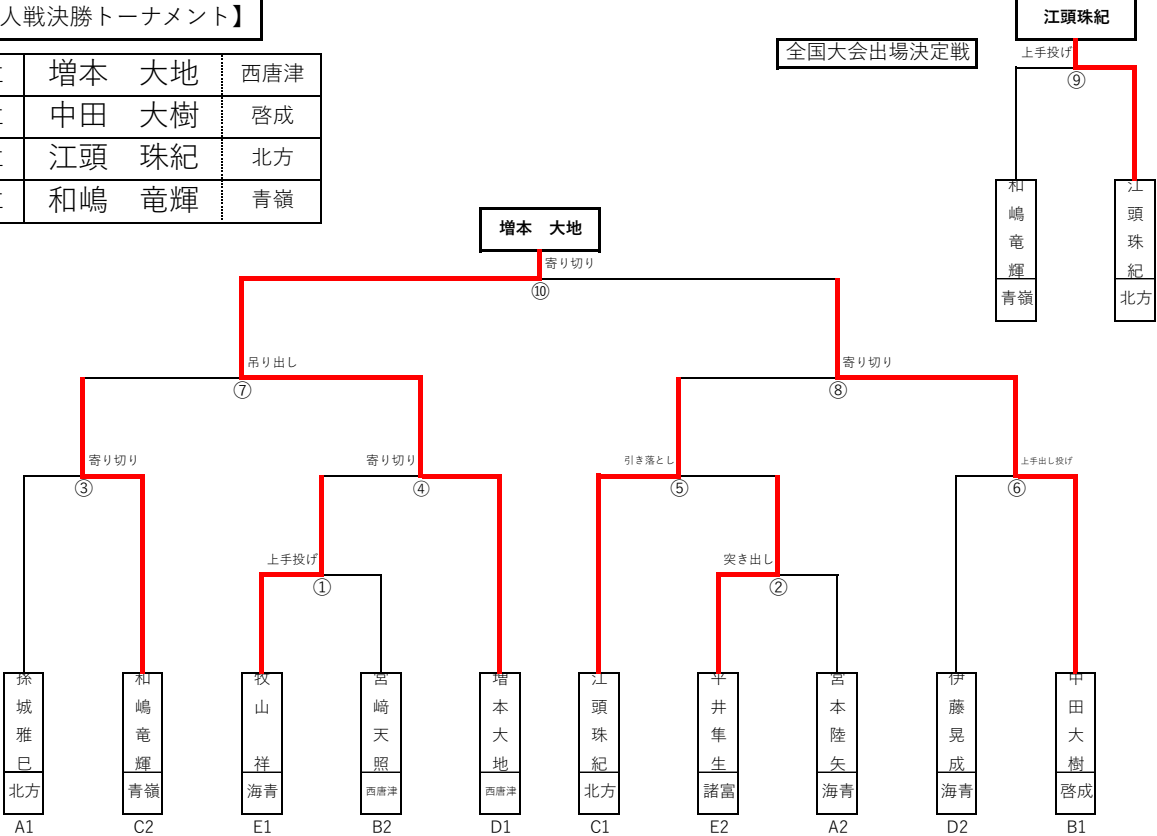 人戦決勝トーナメント】
増本　大地　西唐津
中田　大樹　啓成
江頭　珠紀　北方
和嶋　竜輝　青嶺
全国大会出場決定戦
江頭珠紀
上手投げ
⑨
和嶋竜輝
青嶺
江頭珠紀
北方
増本　大地
寄り切り
⑩
吊り出し
⑦
寄り切り
⑧
寄り切り
③
寄り切り
④
引き落とし
⑤
上手出し投げ
⑥
上手投げ
①
突き出し
②
孫城雅巳
北方
A1
和嶋竜輝
青嶺
C2
牧山　祥
海青
E1
宮﨑天照
西唐津
B2
増本大地
西唐津
D1
江頭珠紀
北方
C1
平井隼生
諸富
E2
宮本陸矢
海青
A2
伊藤晃成
海青
D2
中田大樹
啓成
B1